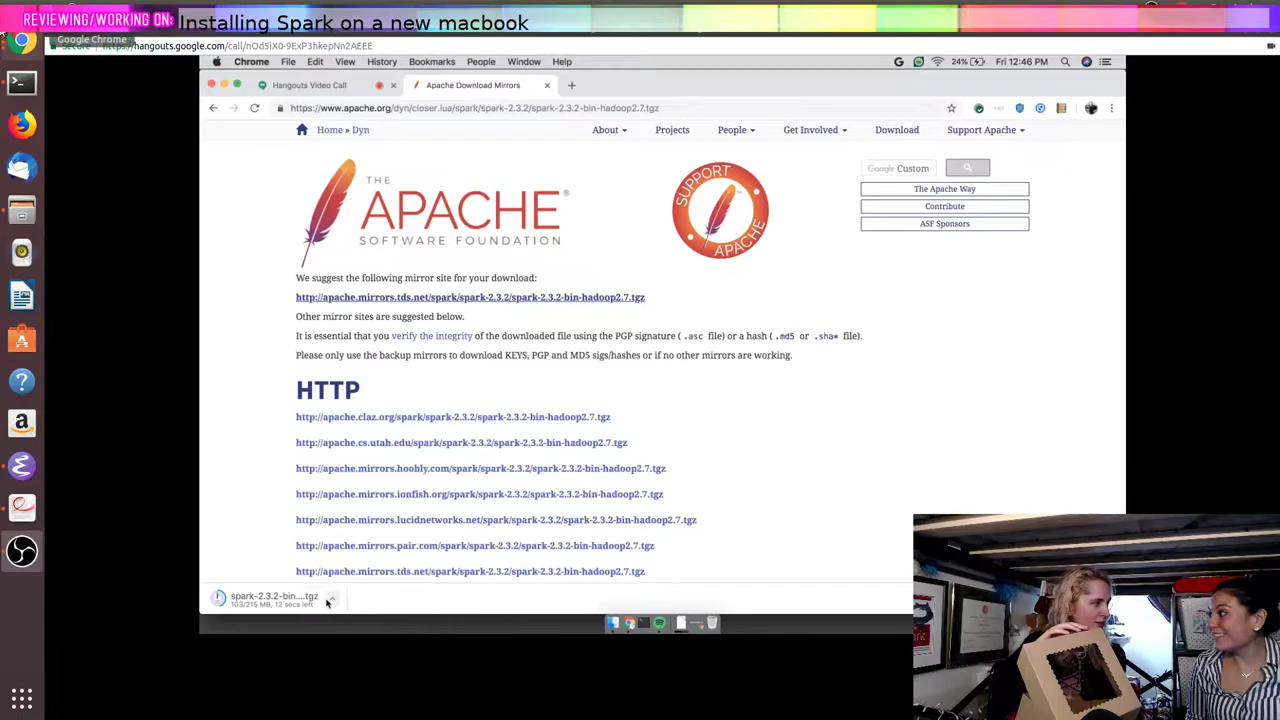 REVIEWING/WORKING ON: Installing Spark on a new macbook
Google Chrome
Secure https://hangouts.google.com/call/nOd5iX0-9ExP3hkepNn2AEEE
Chrome File Edit View History Bookmarks People Window Help 24% Fri 12:46 PM
Hangouts Video Call Apache Download Mirrors
https://www.apache.org/dyn/closer.lua/spark/spark-2.3.2/spark-2.3.2-bin-hadoop2.7.tgz
Home » Dyn About Projects People Get Involved Download Support Apache
THE
APACHE®
SOFTWARE FOUNDATION
SUPPORT
APACHE
Google Custom
The Apache Way
Contribute
ASF Sponsors
We suggest the following mirror site for your download:
http://apache.mirrors.tds.net/spark/spark-2.3.2/spark-2.3.2-bin-hadoop2.7.tgz
Other mirror sites are suggested below.
It is essential that you verify the integrity of the downloaded file using the PGP signature ( .asc file) or a hash ( .md5 or .sha* file).
Please only use the backup mirrors to download KEYS, PGP and MD5 sigs/hashes or if no other mirrors are working.
HTTP
http://apache.claz.org/spark/spark-2.3.2/spark-2.3.2-bin-hadoop2.7.tgz
http://apache.cs.utah.edu/spark/spark-2.3.2/spark-2.3.2-bin-hadoop2.7.tgz
http://apache.mirrors.hoobly.com/spark/spark-2.3.2/spark-2.3.2-bin-hadoop2.7.tgz
http://apache.mirrors.ionfish.org/spark/spark-2.3.2/spark-2.3.2-bin-hadoop2.7.tgz
http://apache.mirrors.lucidnetworks.net/spark/spark-2.3.2/spark-2.3.2-bin-hadoop2.7.tgz
http://apache.mirrors.pair.com/spark/spark-2.3.2/spark-2.3.2-bin-hadoop2.7.tgz
http://apache.mirrors.tds.net/spark/spark-2.3.2/spark-2.3.2-bin-hadoop2.7.tgz
spark-2.3.2-bin....tgz
103/215 MB, 12 secs left